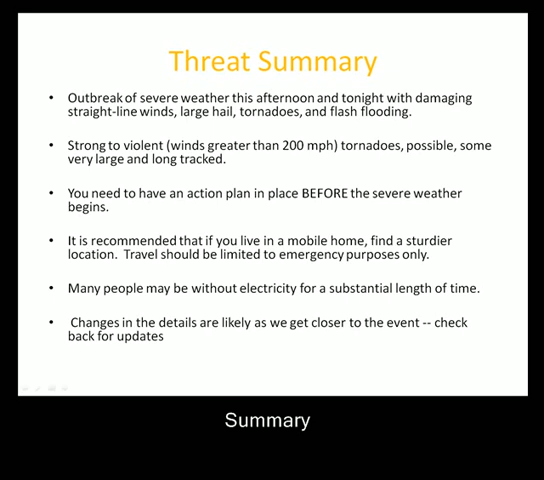 Threat Summary
• Outbreak of severe weather this afternoon and tonight with damaging
straight-line winds, large hail, tornadoes, and flash flooding.
• Strong to violent (winds greater than 200 mph) tornadoes, possible, some
very large and long tracked.
• You need to have an action plan in place BEFORE the severe weather
begins.
• It is recommended that if you live in a mobile home, find a sturdier
location. Travel should be limited to emergency purposes only.
• Many people may be without electricity for a substantial length of time.
• Changes in the details are likely as we get closer to the event -- check
back for updates
Summary